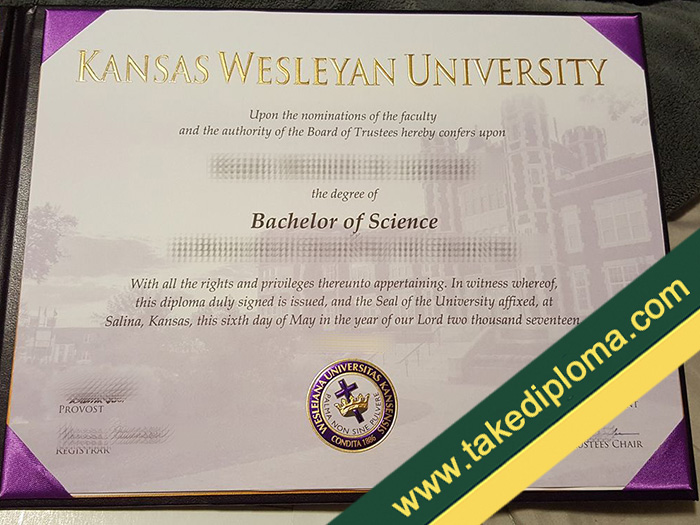 KANSAS WESLEYAN UNIVERSITY
Upon the nominations of the faculty
and the authority of the Board of Trustees hereby confers upon
the degree of
Bachelor of Science
With all the rights and privileges thereunto appertaining. In witness whereof,
this diploma duly signed is issued, and the Seal of the University affixed, at
Salina, Kansas, this sixth day of May in the year of our Lord two thousand seventeen
PROVOST
REGISTRAR
CHAIR
WESLEIANA UNIVERSITAS KANSENSIS
PALMA NON SINE PULVERE
CONDITA 1886
www.takediploma.com